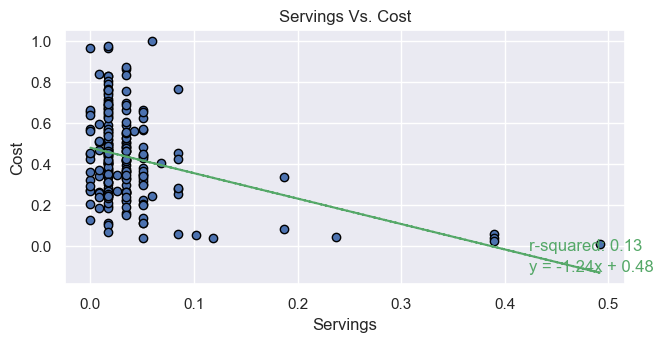 Servings Vs. Cost
1.0
0.8
0.6
0.4
0.2
0.0
Cost
r-squared: 0.13
y = -1.24x + 0.48
0.0 0.1 0.2 0.3 0.4 0.5
Servings